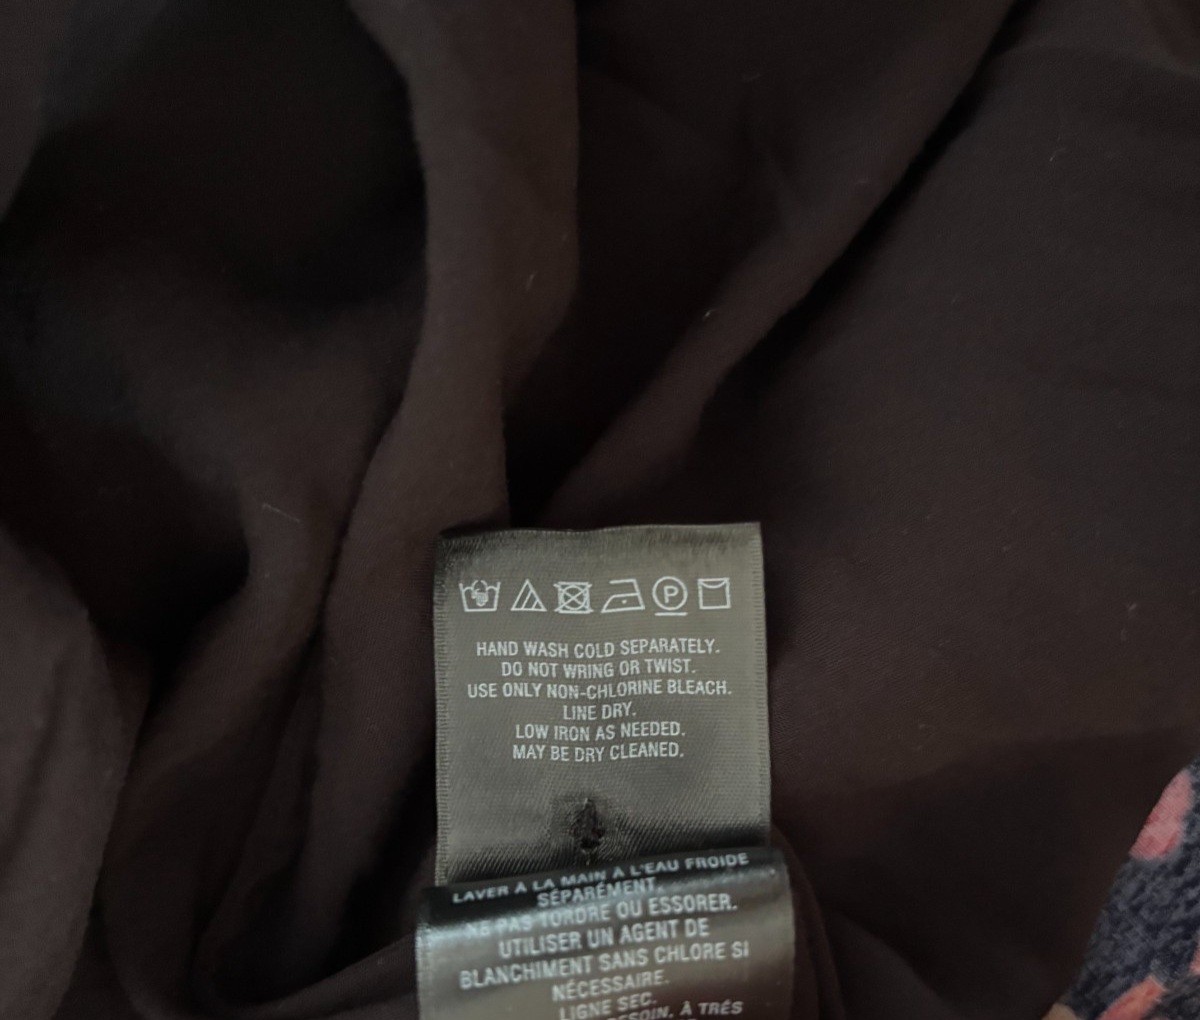 P
HAND WASH COLD SEPARATELY.
DO NOT WRING OR TWIST.
USE ONLY NON-CHLORINE BLEACH.
LINE DRY.
LOW IRON AS NEEDED.
MAY BE DRY CLEANED.
LAVER À LA MAIN À L'EAU FROIDE
SÉPARÉMENT.
NE PAS TORDRE OU ESSORER.
UTILISER UN AGENT DE
BLANCHIMENT SANS CHLORE SI
NÉCESSAIRE.
LIGNE SEC.
BESOIN. À TRÉS